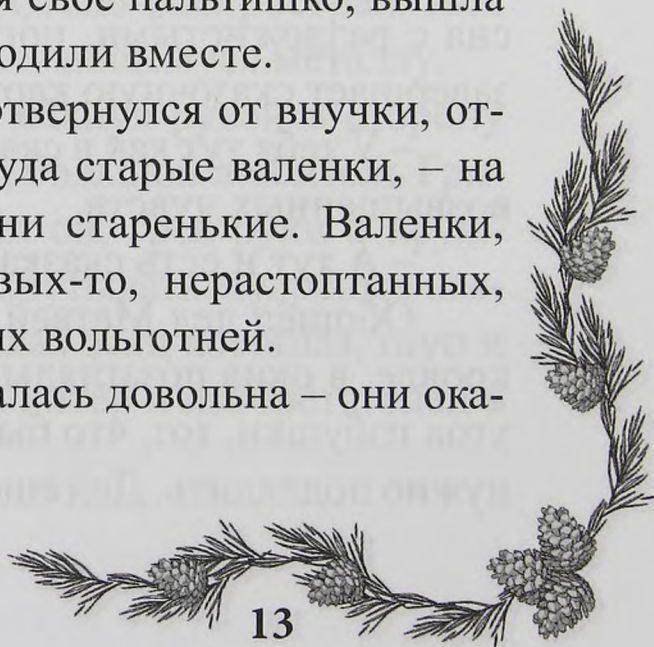 я свое пальтишко, вышла
одили вместе.
отвернулся от внучки, от-
уда старые валенки, – на
ни старенькие. Валенки,
вых-то, нерастоптанных,
их вольготней.
алась довольна – они ока-
13